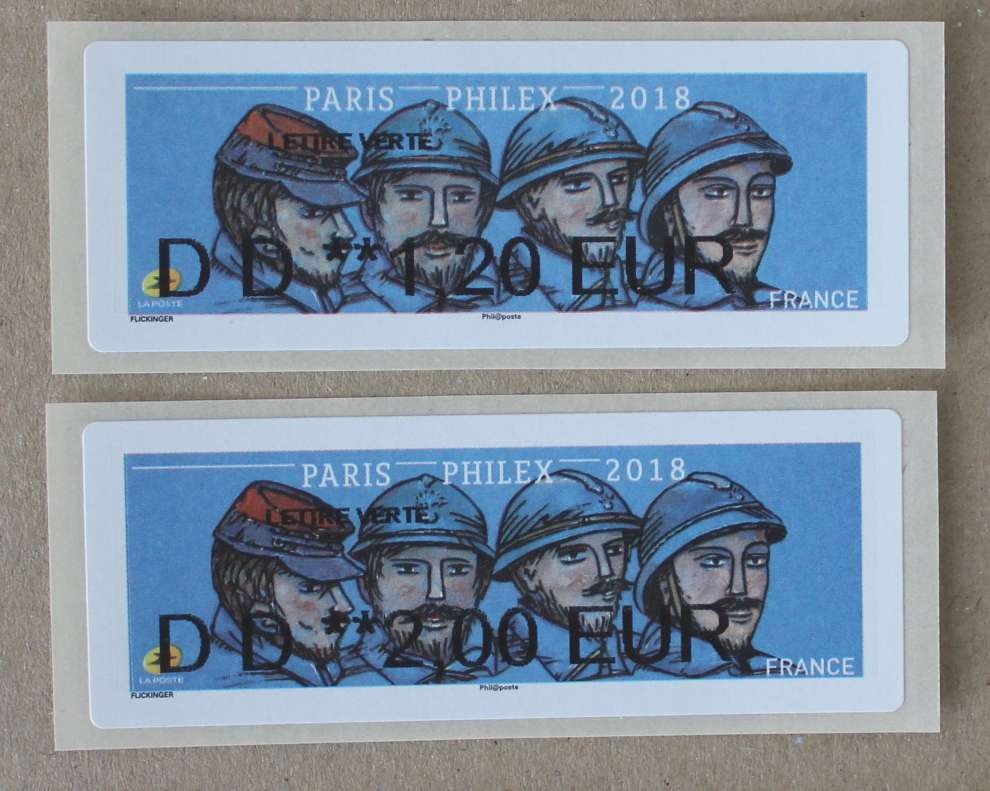 PARIS PHILEX 2018
LETTRE VERTE
DD **1,20 EUR
LA POSTE
FRANCE
FLICKINGER
Phil@poste
PARIS PHILEX 2018
LETTRE VERTE
DD **2,00 EUR
LA POSTE
FRANCE
FLICKINGER
Phil@poste